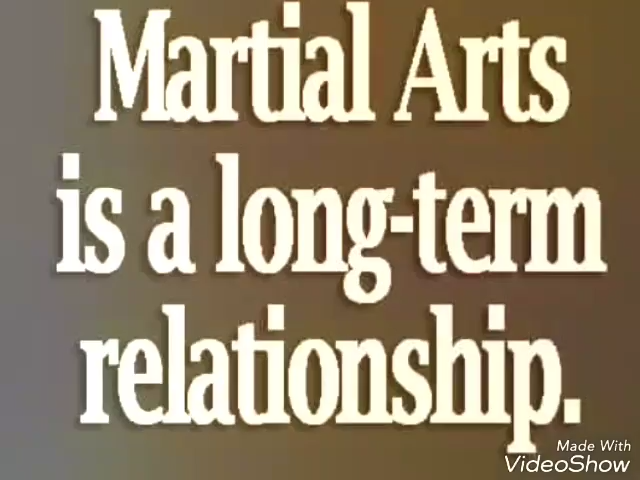 Martial Arts
is a long-term
relationship.
Made With
VideoShow